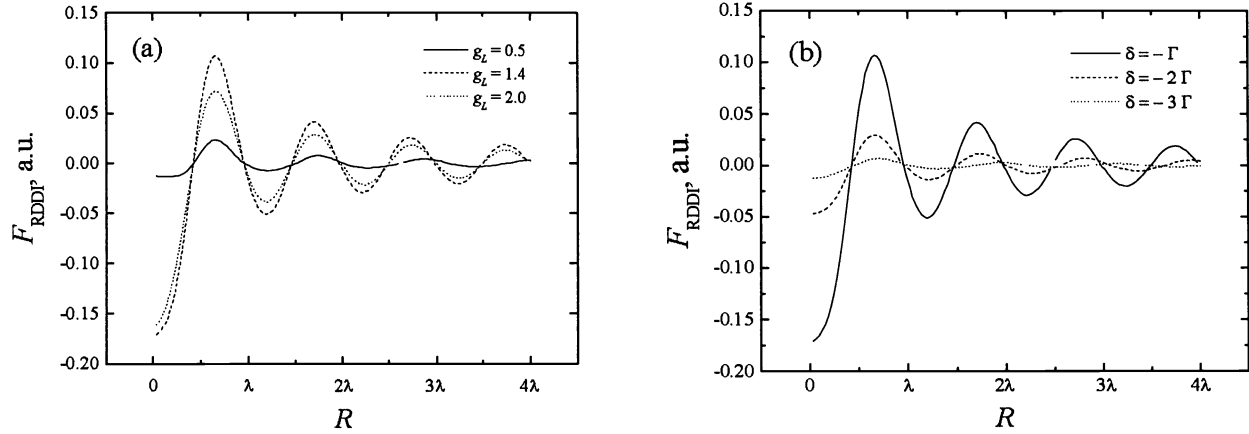 (a)
g_L = 0.5
g_L = 1.4
g_L = 2.0
0.15
0.10
0.05
0.00
-0.05
-0.10
-0.15
-0.20
F_RDDI, a.u.
0 λ 2λ 3λ 4λ
R
(b)
δ = − Γ
δ = − 2 Γ
δ = − 3 Γ
0.15
0.10
0.05
0.00
-0.05
-0.10
-0.15
-0.20
F_RDDI, a.u.
0 λ 2λ 3λ 4λ
R